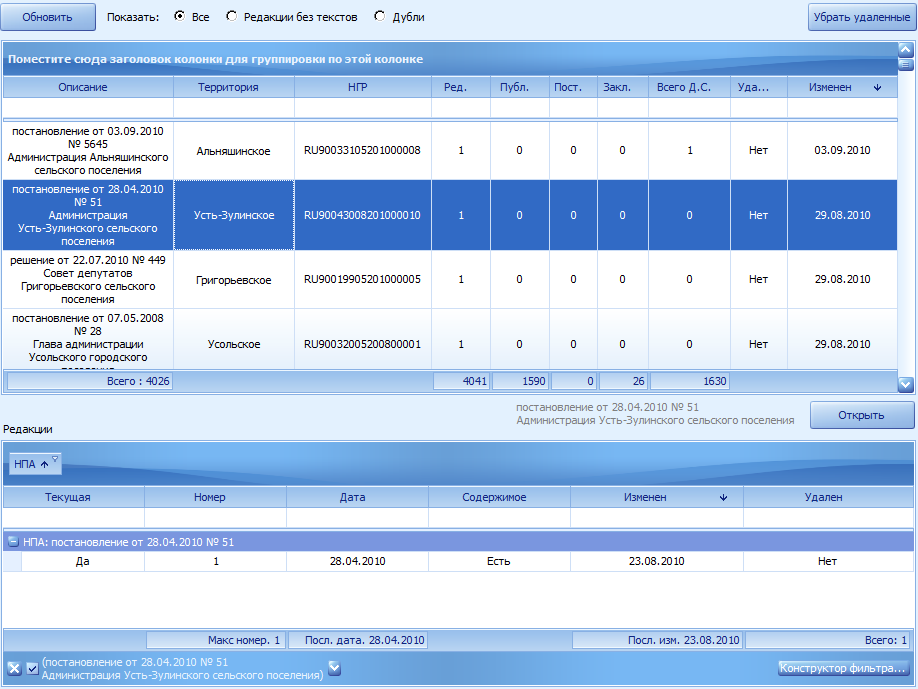 Обновить Показать: Все Редакции без текстов Дубли Убрать удаленные
Поместите сюда заголовок колонки для группировки по этой колонке
Описание Территория НГР Ред. Публ. Пост. Закл. Всего Д.С. Уда... Изменен
постановление от 03.09.2010
№ 5645
Администрация Альняшинского
сельского поселения
Альняшинское RU90033105201000008 1 0 0 0 1 Нет 03.09.2010
постановление от 28.04.2010
№ 51
Администрация
Усть-Зулинского сельского
поселения
Усть-Зулинское RU90043008201000010 1 0 0 0 0 Нет 29.08.2010
решение от 22.07.2010 № 449
Совет депутатов
Григорьевского сельского
поселения
Григорьевское RU90019905201000005 1 0 0 0 0 Нет 29.08.2010
постановление от 07.05.2008
№ 28
Глава администрации
Усольского городского
поселения
Усольское RU90032005200800001 1 0 0 0 0 Нет 29.08.2010
Всего : 4026 4041 1590 0 26 1630
постановление от 28.04.2010 № 51
Администрация Усть-Зулинского сельского поселения
Открыть
Редакции
НПА
Текущая Номер Дата Содержимое Изменен Удален
НПА: постановление от 28.04.2010 № 51
Да 1 28.04.2010 Есть 23.08.2010 Нет
Макс номер. 1 Посл. дата. 28.04.2010 Посл. изм. 23.08.2010 Всего: 1
(постановление от 28.04.2010 № 51
Администрация Усть-Зулинского сельского поселения)
Конструктор фильтра...